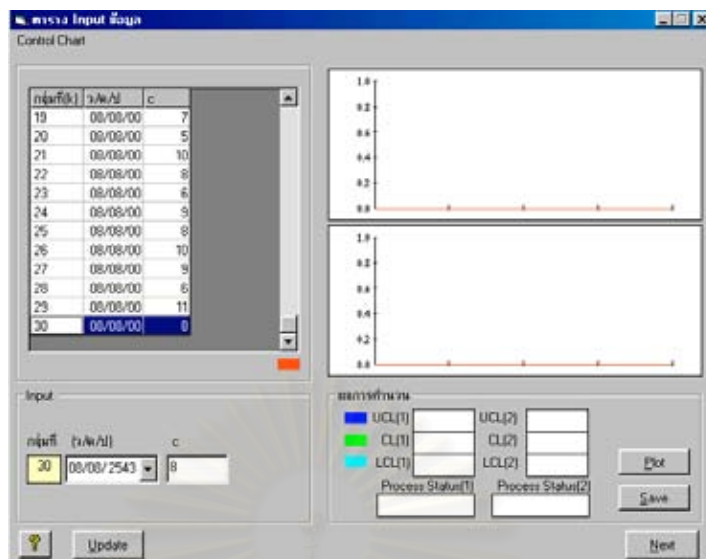 ตาราง Input ข้อมูล
Control Chart
กลุ่มที่(k) ว/ด/ป c
19 08/08/00 7
20 08/08/00 5
21 08/08/00 10
22 08/08/00 8
23 08/08/00 6
24 08/08/00 9
25 08/08/00 8
26 08/08/00 10
27 08/08/00 9
28 08/08/00 6
29 08/08/00 11
30 08/08/00 8
1.0
0.2
0.6
0.4
0.2
0.0
1.0
0.8
0.6
0.4
0.2
0.0
Input
กลุ่มที่ (ว/ด/ป) c
30 08/08/2543 8
ผลการคำนวณ
UCL(1) UCL(2)
CL(1) CL(2)
LCL(1) LCL(2)
Process Status(1) Process Status(2)
Plot
Save
? Update Next